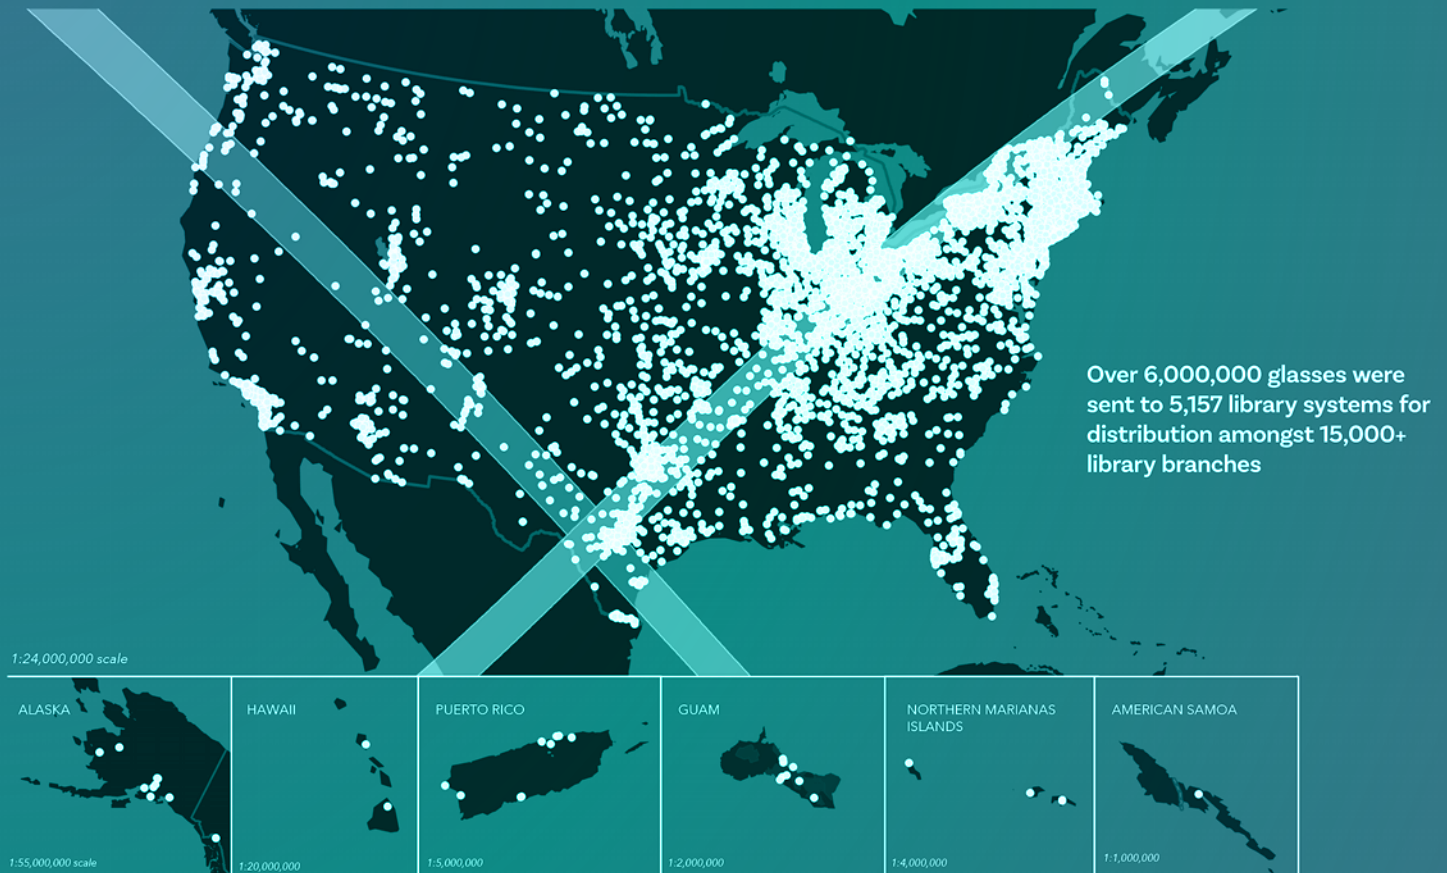 Over 6,000,000 glasses were
sent to 5,157 library systems for
distribution amongst 15,000+
library branches
1:24,000,000 scale
ALASKA
1:55,000,000 scale
HAWAII
1:20,000,000
PUERTO RICO
1:5,000,000
GUAM
1:2,000,000
NORTHERN MARIANAS
ISLANDS
1:4,000,000
AMERICAN SAMOA
1:1,000,000